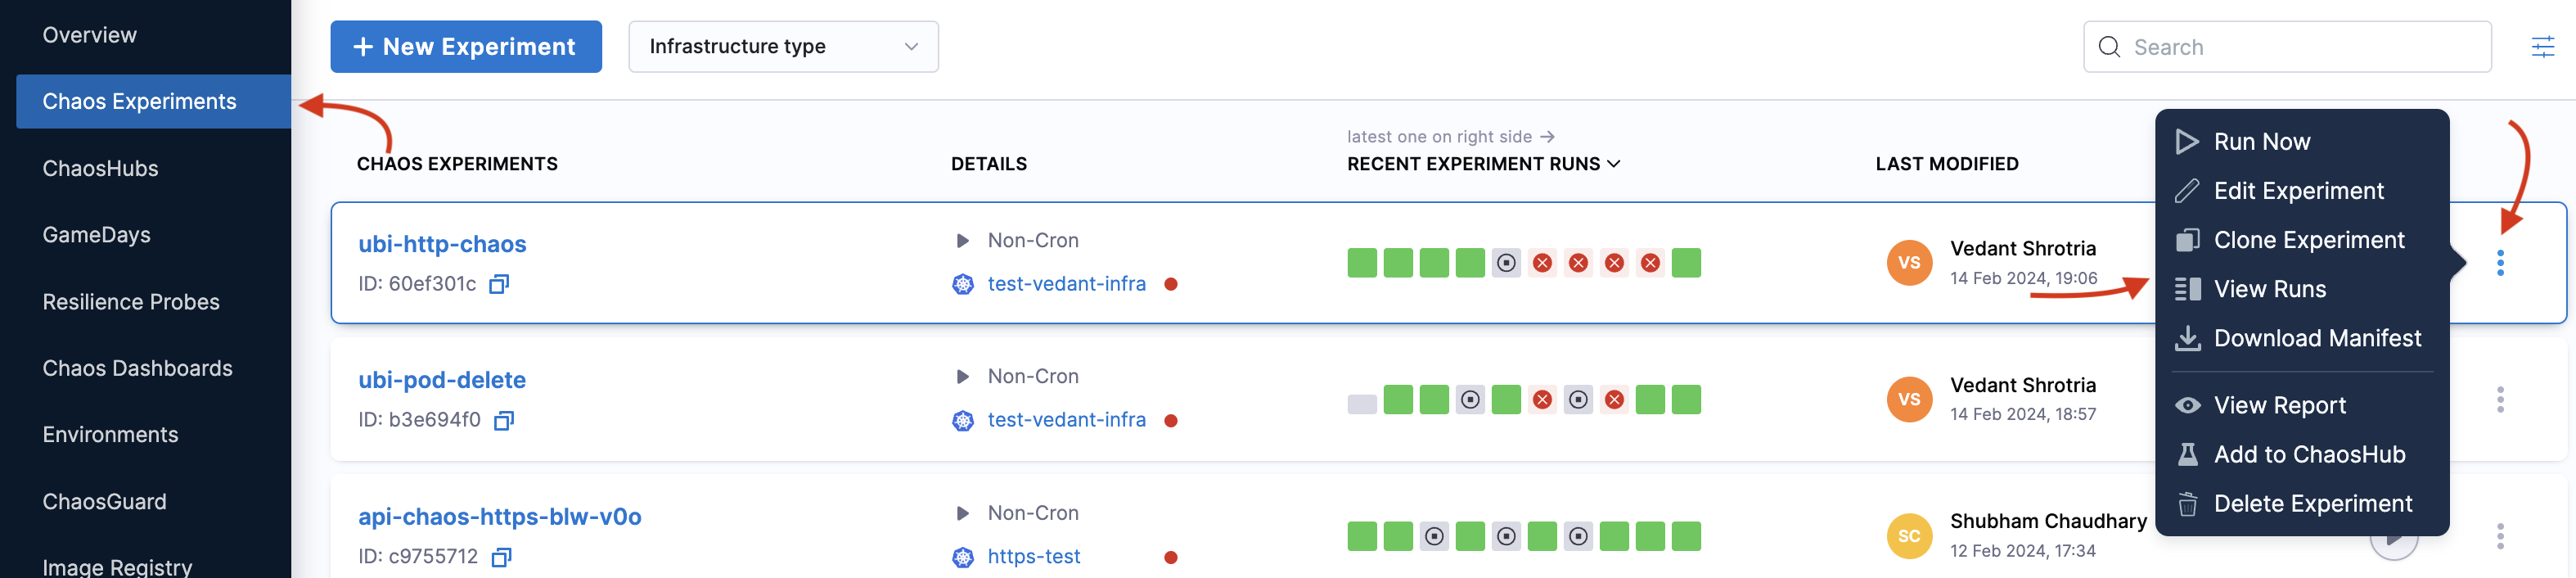 Overview
Chaos Experiments
ChaosHubs
GameDays
Resilience Probes
Chaos Dashboards
Environments
ChaosGuard
Image Registry
+ New Experiment
Infrastructure type
Search
latest one on right side →
CHAOS EXPERIMENTS
DETAILS
RECENT EXPERIMENT RUNS
LAST MODIFIED
ubi-http-chaos
ID: 60ef301c
Non-Cron
test-vedant-infra
VS
Vedant Shrotria
14 Feb 2024, 19:06
ubi-pod-delete
ID: b3e694f0
Non-Cron
test-vedant-infra
VS
Vedant Shrotria
14 Feb 2024, 18:57
api-chaos-https-blw-v0o
ID: c9755712
Non-Cron
https-test
SC
Shubham Chaudhary
12 Feb 2024, 17:34
Run Now
Edit Experiment
Clone Experiment
View Runs
Download Manifest
View Report
Add to ChaosHub
Delete Experiment